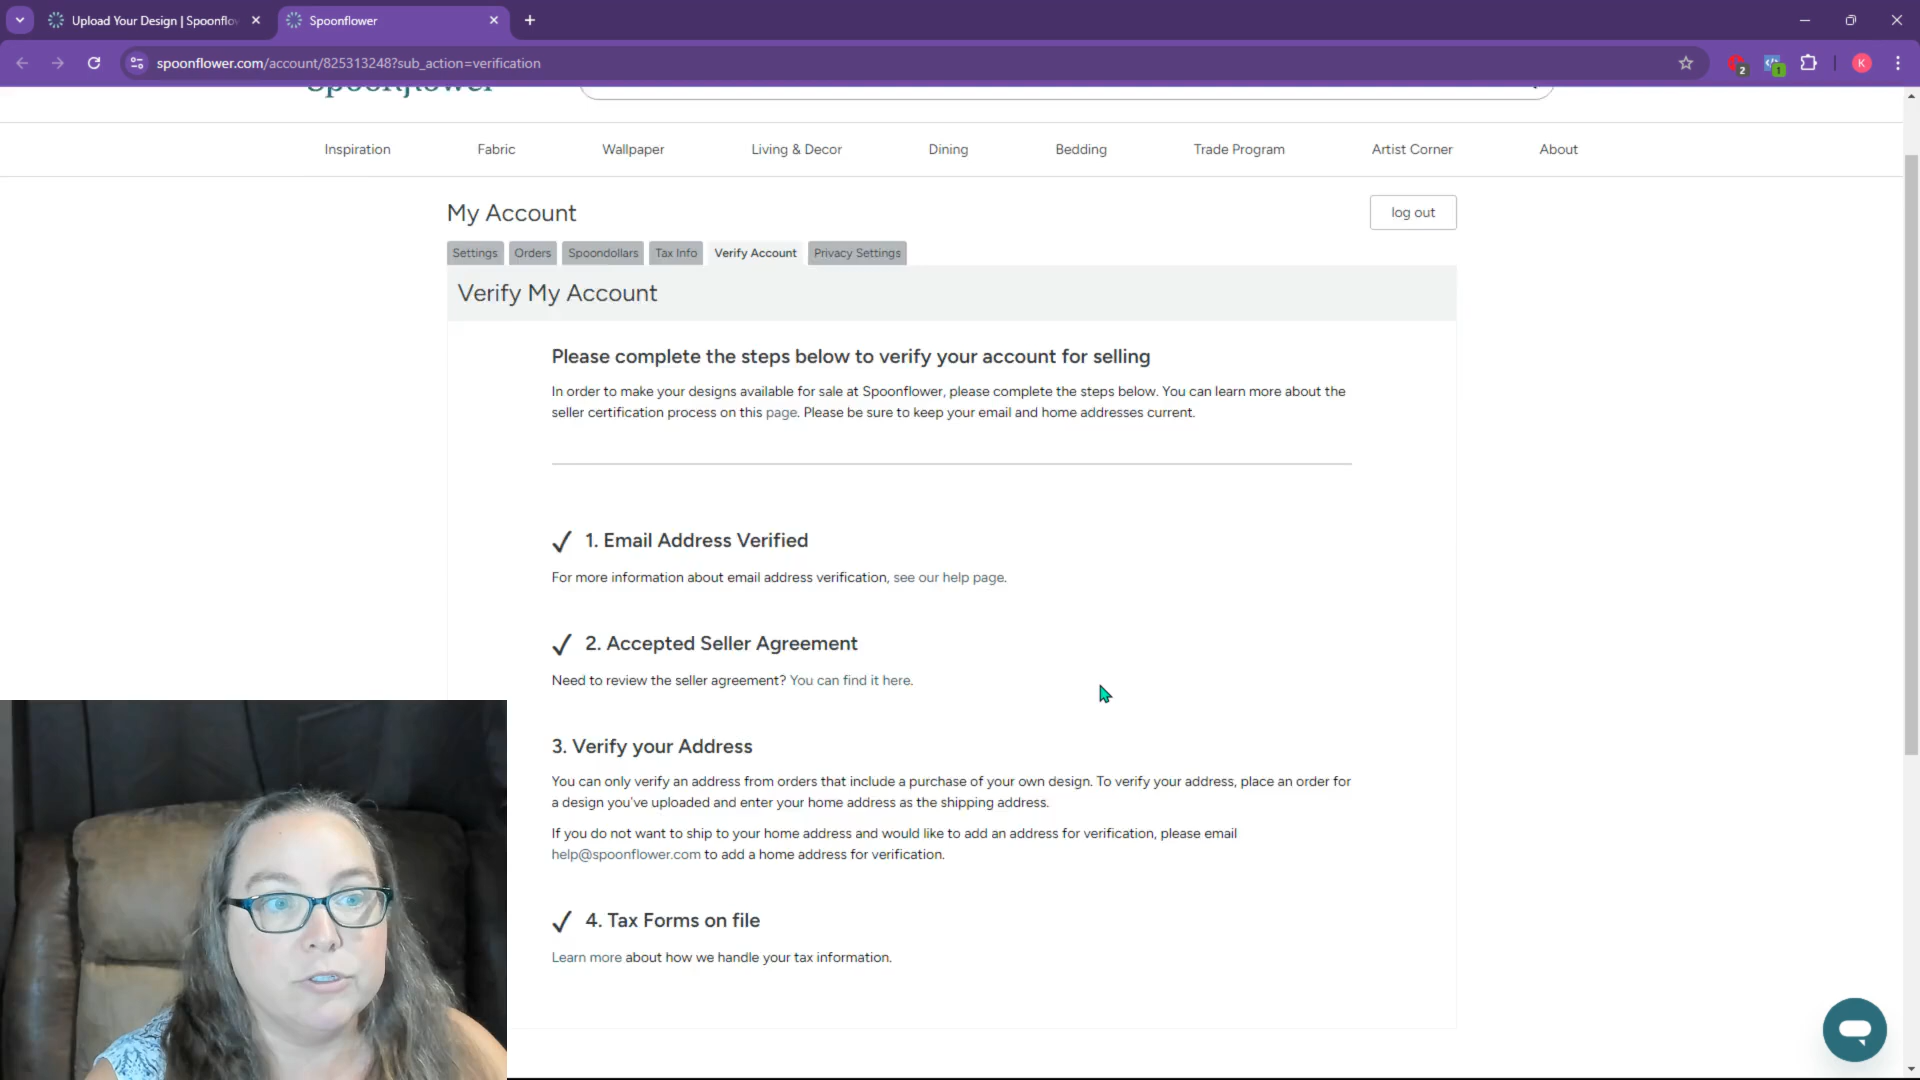 Upload Your Design | Spoonflo
Spoonflower
spoonflower.com/account/825313248?sub_action=verification
2
1
K
Spoonflower
Inspiration
Fabric
Wallpaper
Living & Decor
Dining
Bedding
Trade Program
Artist Corner
About
My Account
log out
Settings
Orders
Spoondollars
Tax Info
Verify Account
Privacy Settings
Verify My Account
Please complete the steps below to verify your account for selling
In order to make your designs available for sale at Spoonflower, please complete the steps below. You can learn more about the
seller certification process on this page. Please be sure to keep your email and home addresses current.
1. Email Address Verified
For more information about email address verification, see our help page.
2. Accepted Seller Agreement
Need to review the seller agreement? You can find it here.
3. Verify your Address
You can only verify an address from orders that include a purchase of your own design. To verify your address, place an order for
a design you've uploaded and enter your home address as the shipping address.
If you do not want to ship to your home address and would like to add an address for verification, please email
help@spoonflower.com to add a home address for verification.
4. Tax Forms on file
Learn more about how we handle your tax information.